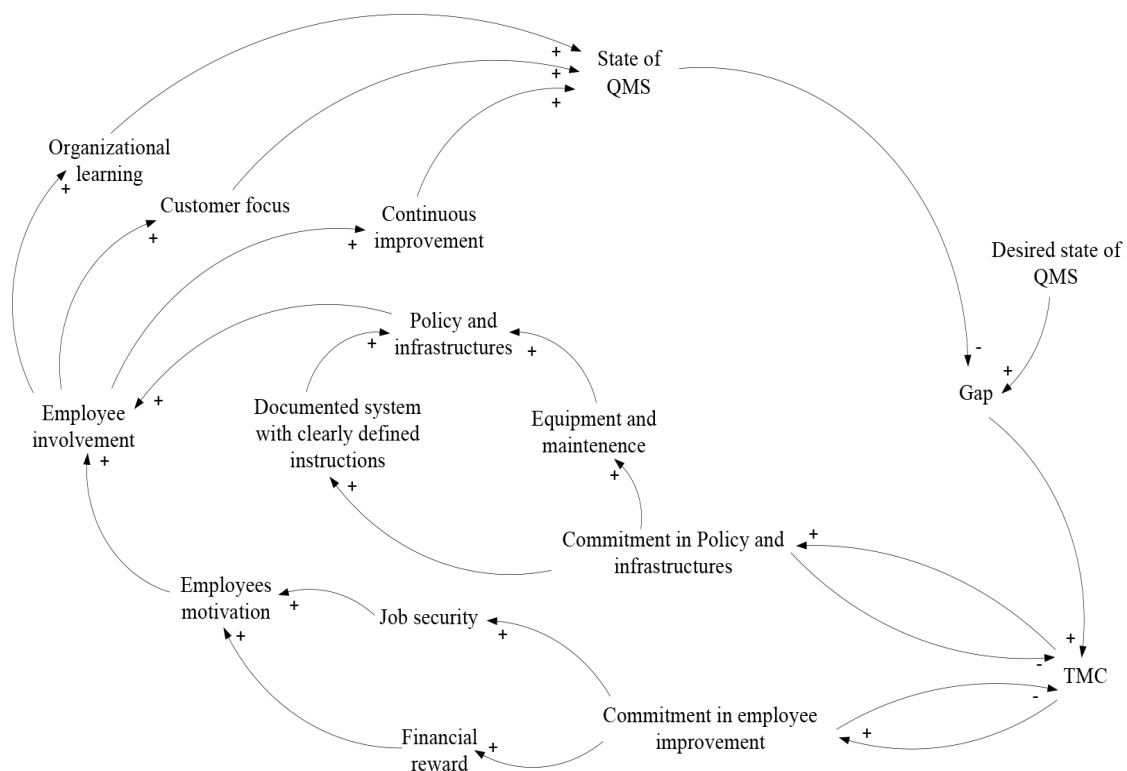 State of
QMS
Organizational
learning
Customer focus
Continuous
improvement
Desired state of
QMS
Policy and
infrastructures
Gap
Employee
involvement
Documented system
with clearly defined
instructions
Equipment and
maintenence
Commitment in Policy and
infrastructures
Employees
motivation
Job security
TMC
Commitment in employee
improvement
Financial
reward
+
+
+
+
+
+
-
+
+
+
+
+
+
+
+
+
+
+
-
+
+
-
+
+